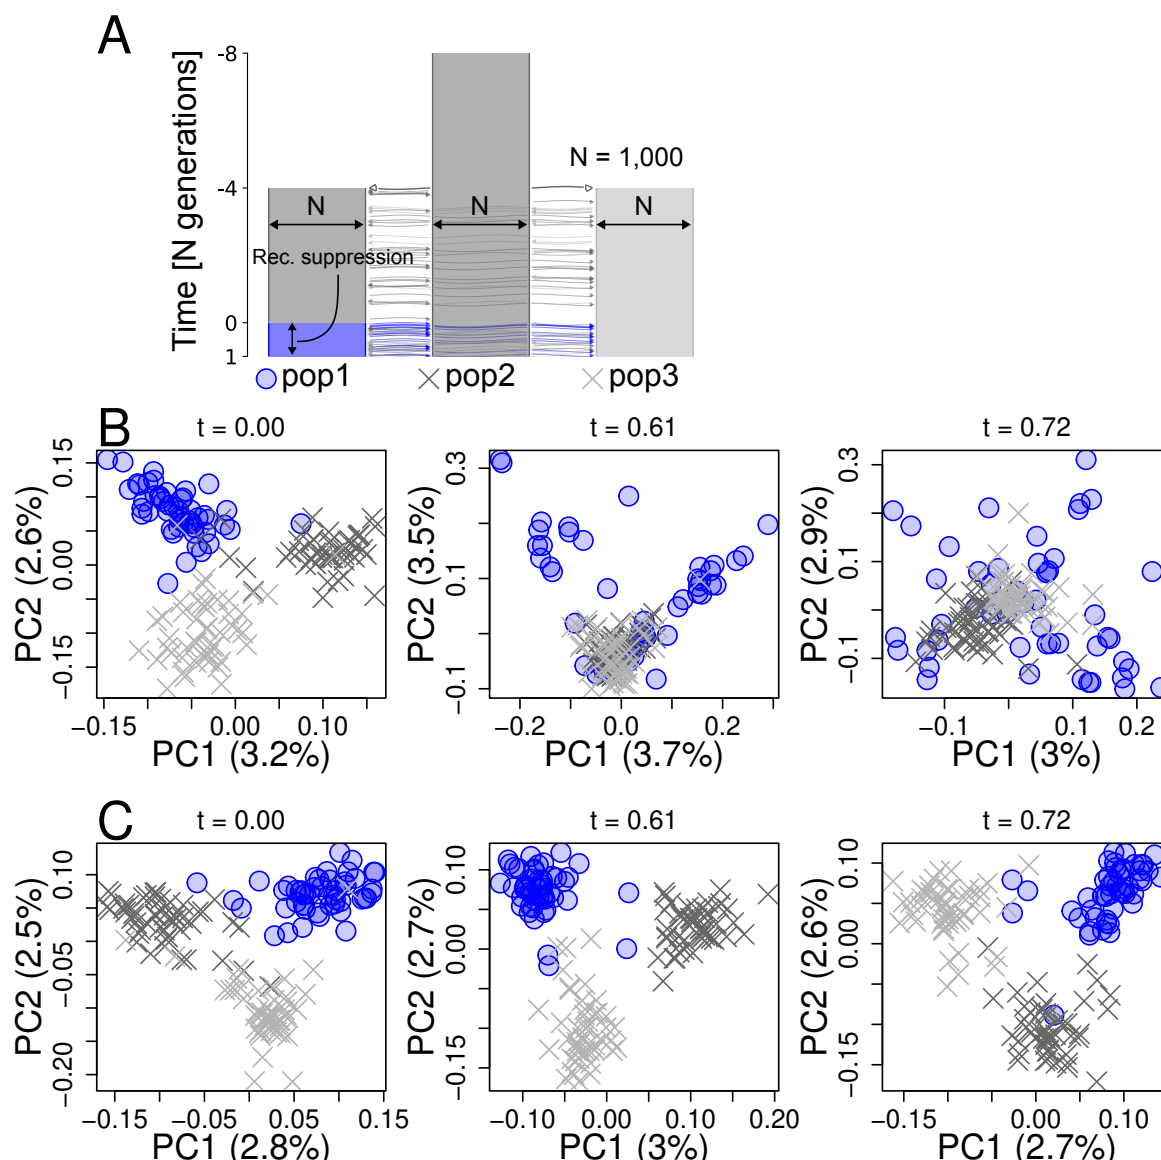 A
Time [N generations]
-8
-4
0
1
N = 1,000
N
N
N
Rec. suppression
pop1
pop2
pop3
B
t = 0.00
t = 0.61
t = 0.72
PC2 (2.6%)
0.15
0.00
−0.15
−0.15
0.00
0.10
PC1 (3.2%)
PC2 (3.5%)
0.3
0.1
−0.1
−0.2
0.0
0.2
PC1 (3.7%)
PC2 (2.9%)
0.3
0.1
−0.1
−0.1
0.1
0.2
PC1 (3%)
C
t = 0.00
t = 0.61
t = 0.72
PC2 (2.5%)
0.10
−0.05
−0.20
−0.15
−0.05
0.05
0.15
PC1 (2.8%)
PC2 (2.7%)
0.10
0.00
−0.15
−0.10
0.00
0.10
0.20
PC1 (3%)
PC2 (2.6%)
0.10
0.00
−0.15
−0.15
0.00
0.10
PC1 (2.7%)